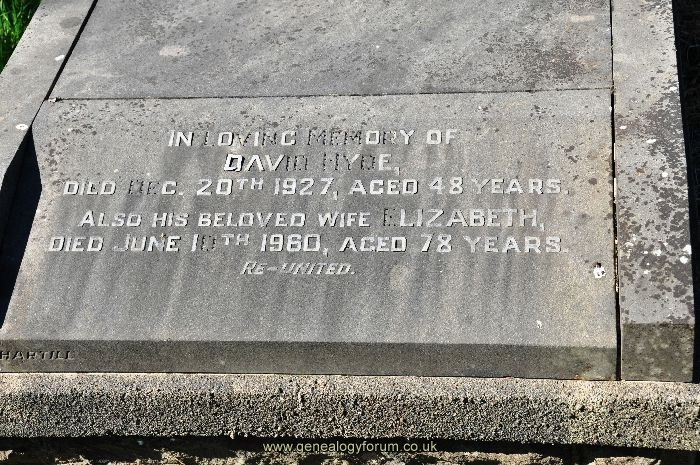 IN LOVING MEMORY OF
DAVID HYDE,
DIED DEC. 20TH 1927, AGED 48 YEARS.
ALSO HIS BELOVED WIFE ELIZABETH,
DIED JUNE 10TH 1960, AGED 78 YEARS.
RE-UNITED.
HARTILL
www.genealogyforum.co.uk